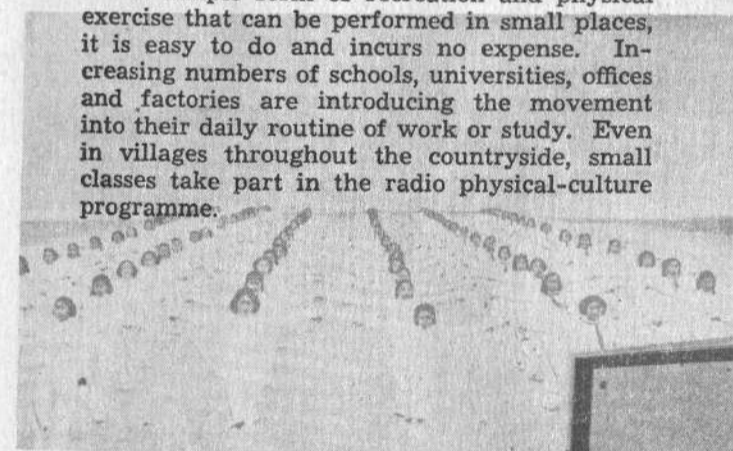 exercise that can be performed in small places,
it is easy to do and incurs no expense. In-
creasing numbers of schools, universities, offices
and factories are introducing the movement
into their daily routine of work or study. Even
in villages throughout the countryside, small
classes take part in the radio physical-culture
programme.